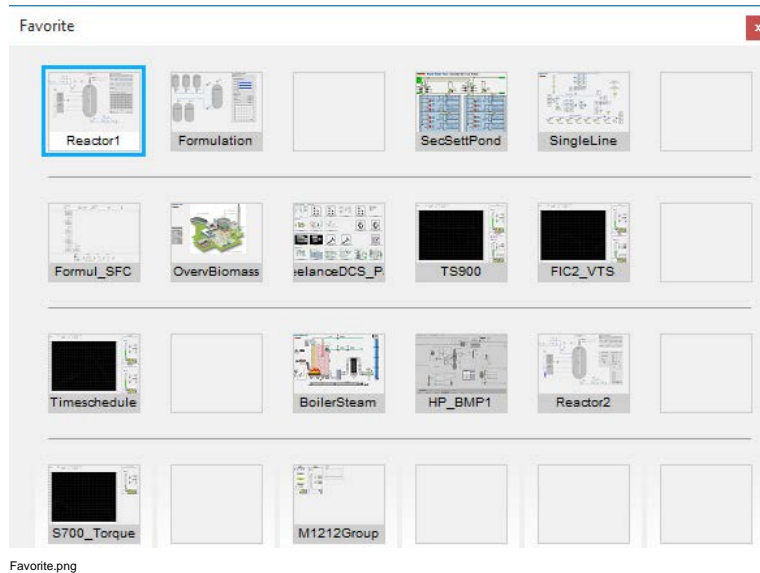 Favorite
x
Reactor1
Formulation
SecSettPond
SingleLine
Formul_SFC
OvervBiomass
eelanceDCS_P
TS900
FIC2_VTS
Timeschedule
BoilerSteam
HP_BMP1
Reactor2
S700_Torque
M1212Group
Favorite.png